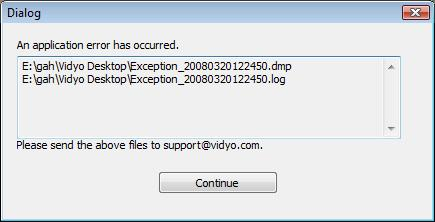 Dialog
An application error has occurred.
E:\gah\Vidyo Desktop\Exception_20080320122450.dmp
E:\gah\Vidyo Desktop\Exception_20080320122450.log
Please send the above files to support@vidyo.com.
Continue